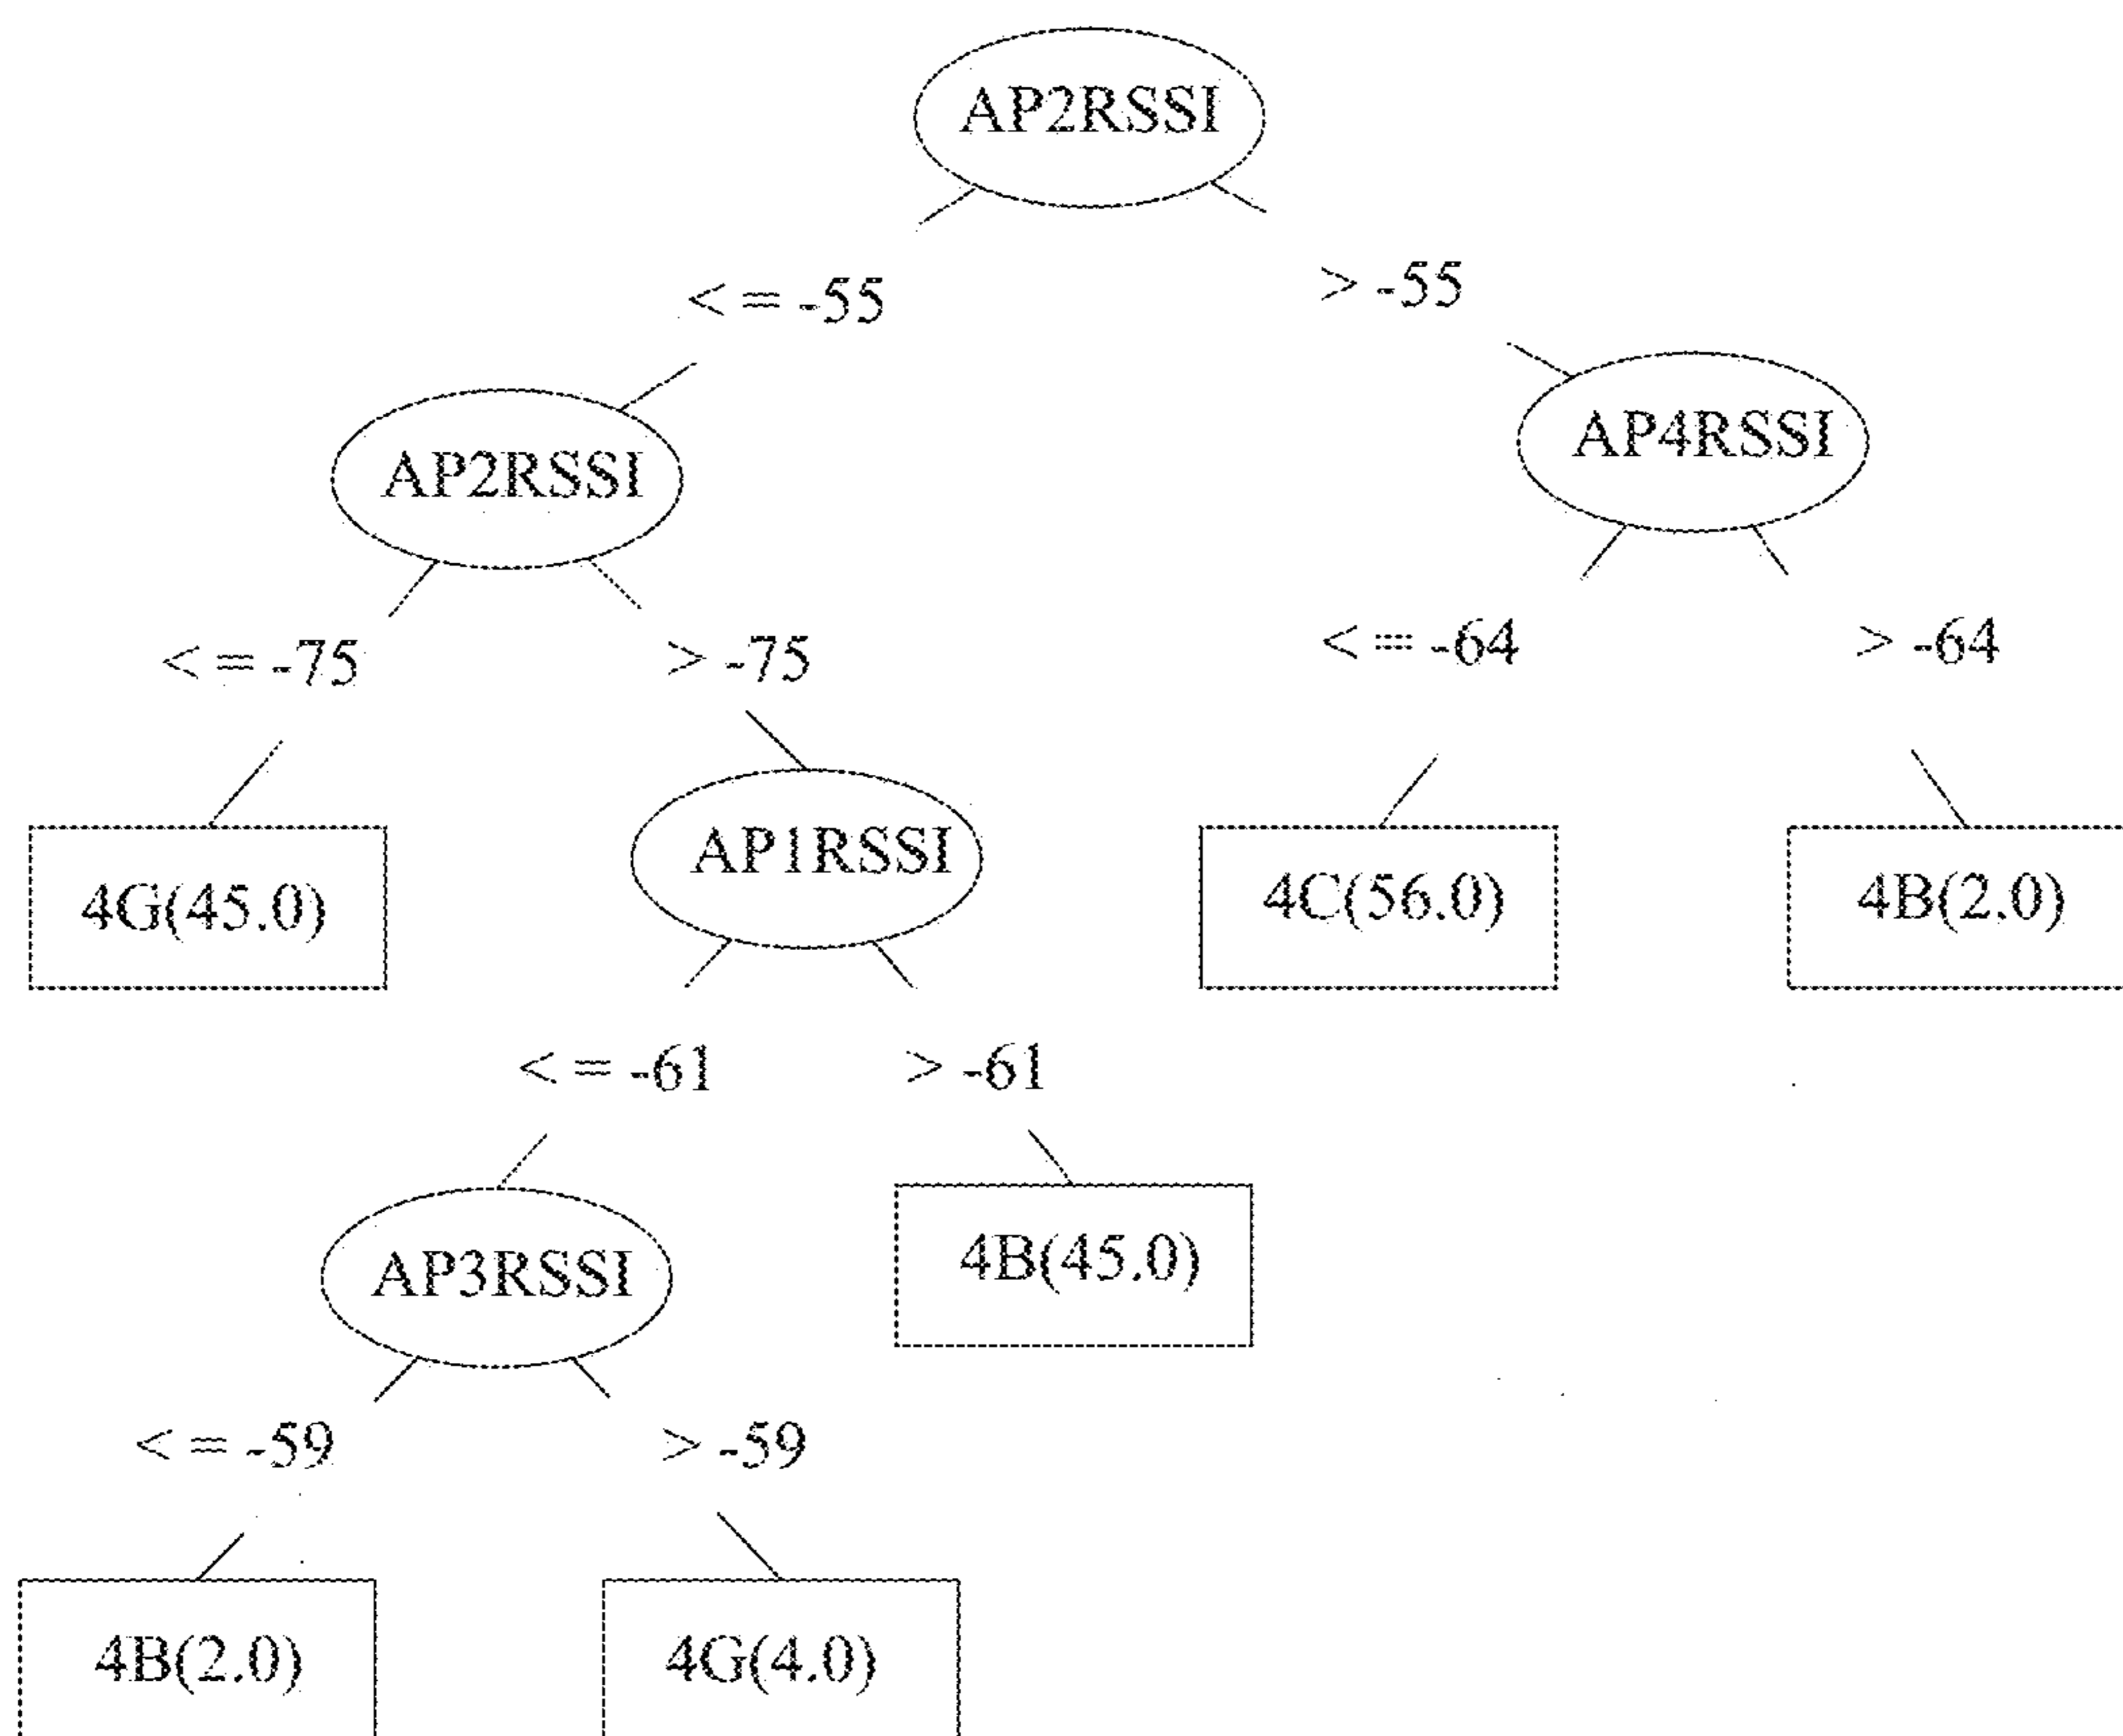 AP2RSSI
< = -55
> -55
AP2RSSI
AP4RSSI
< = -75
> -75
< = -64
> -64
4G(45.0)
AP1RSSI
4C(56.0)
4B(2.0)
< = -61
> -61
AP3RSSI
4B(45.0)
< = -59
> -59
4B(2.0)
4G(4.0)